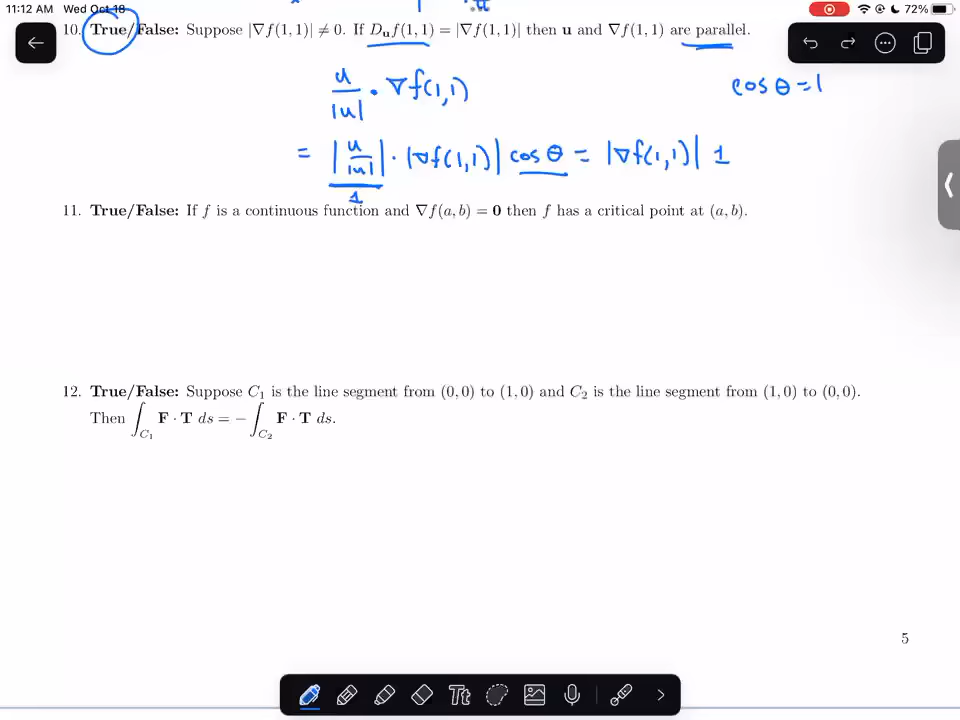 11:12 AM Wed Oct 18
72%
10. True/False: Suppose |∇f(1,1)| ≠ 0. If D_u f(1,1) = |∇f(1,1)| then u and ∇f(1,1) are parallel.
u/|u| · ∇f(1,1)
cos θ = 1
= |u/|u|| · |∇f(1,1)| cos θ = |∇f(1,1)| 1
1
11. True/False: If f is a continuous function and ∇f(a,b) = 0 then f has a critical point at (a,b).
12. True/False: Suppose C₁ is the line segment from (0,0) to (1,0) and C₂ is the line segment from (1,0) to (0,0).
Then ∫_C₁ F · T ds = − ∫_C₂ F · T ds.
5
Tt